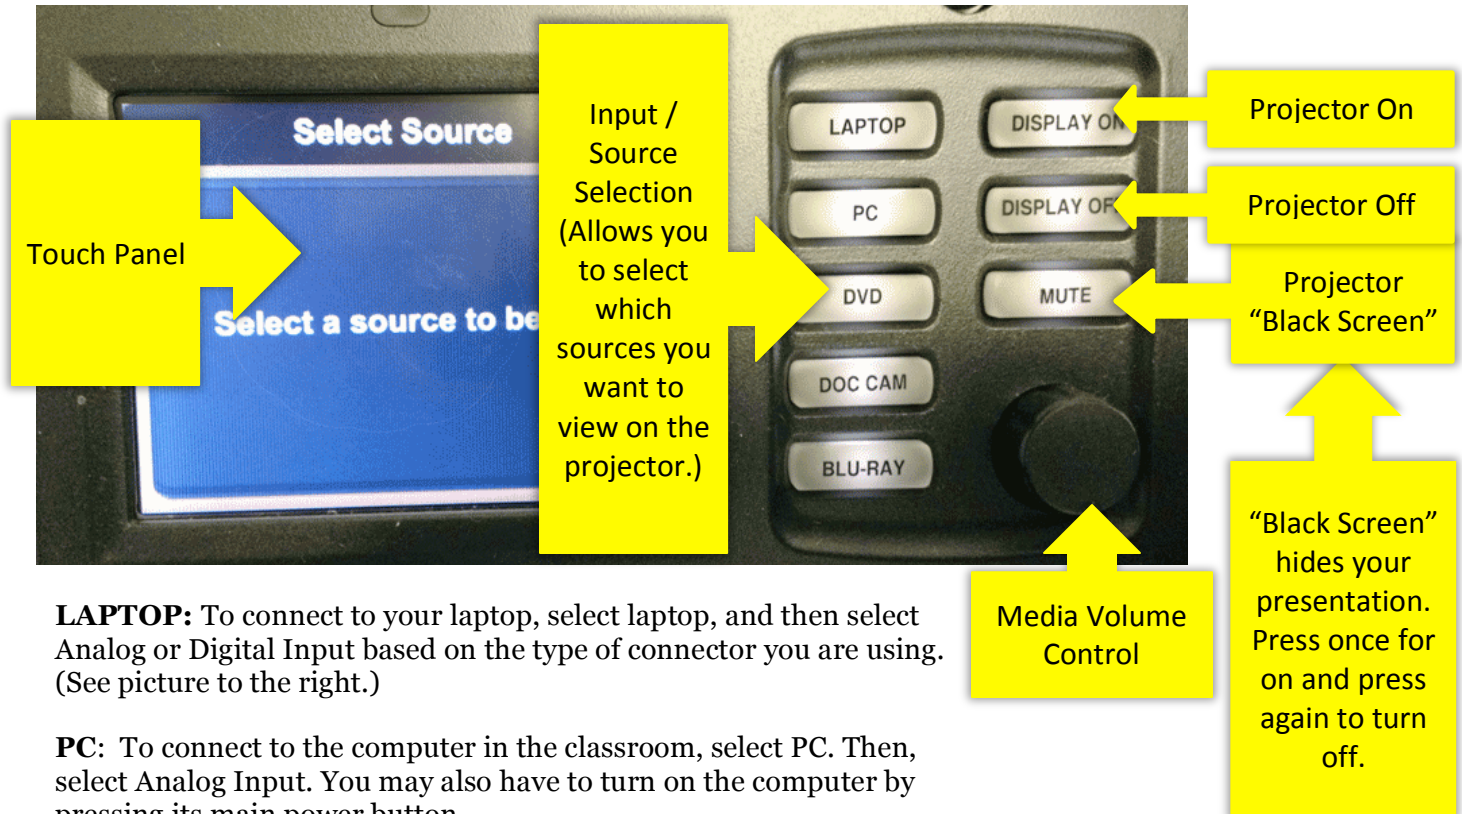 Touch Panel
Select Source
Select a source to be
Input /
Source
Selection
(Allows you
to select
which
sources you
want to
view on the
projector.)
LAPTOP
PC
DVD
DOC CAM
BLU-RAY
DISPLAY ON
DISPLAY OF
MUTE
Projector On
Projector Off
Projector
“Black Screen”
“Black Screen”
hides your
presentation.
Press once for
on and press
again to turn
off.
Media Volume
Control
LAPTOP: To connect to your laptop, select laptop, and then select
Analog or Digital Input based on the type of connector you are using.
(See picture to the right.)
PC:  To connect to the computer in the classroom, select PC. Then,
select Analog Input. You may also have to turn on the computer by
pressing its main power button.